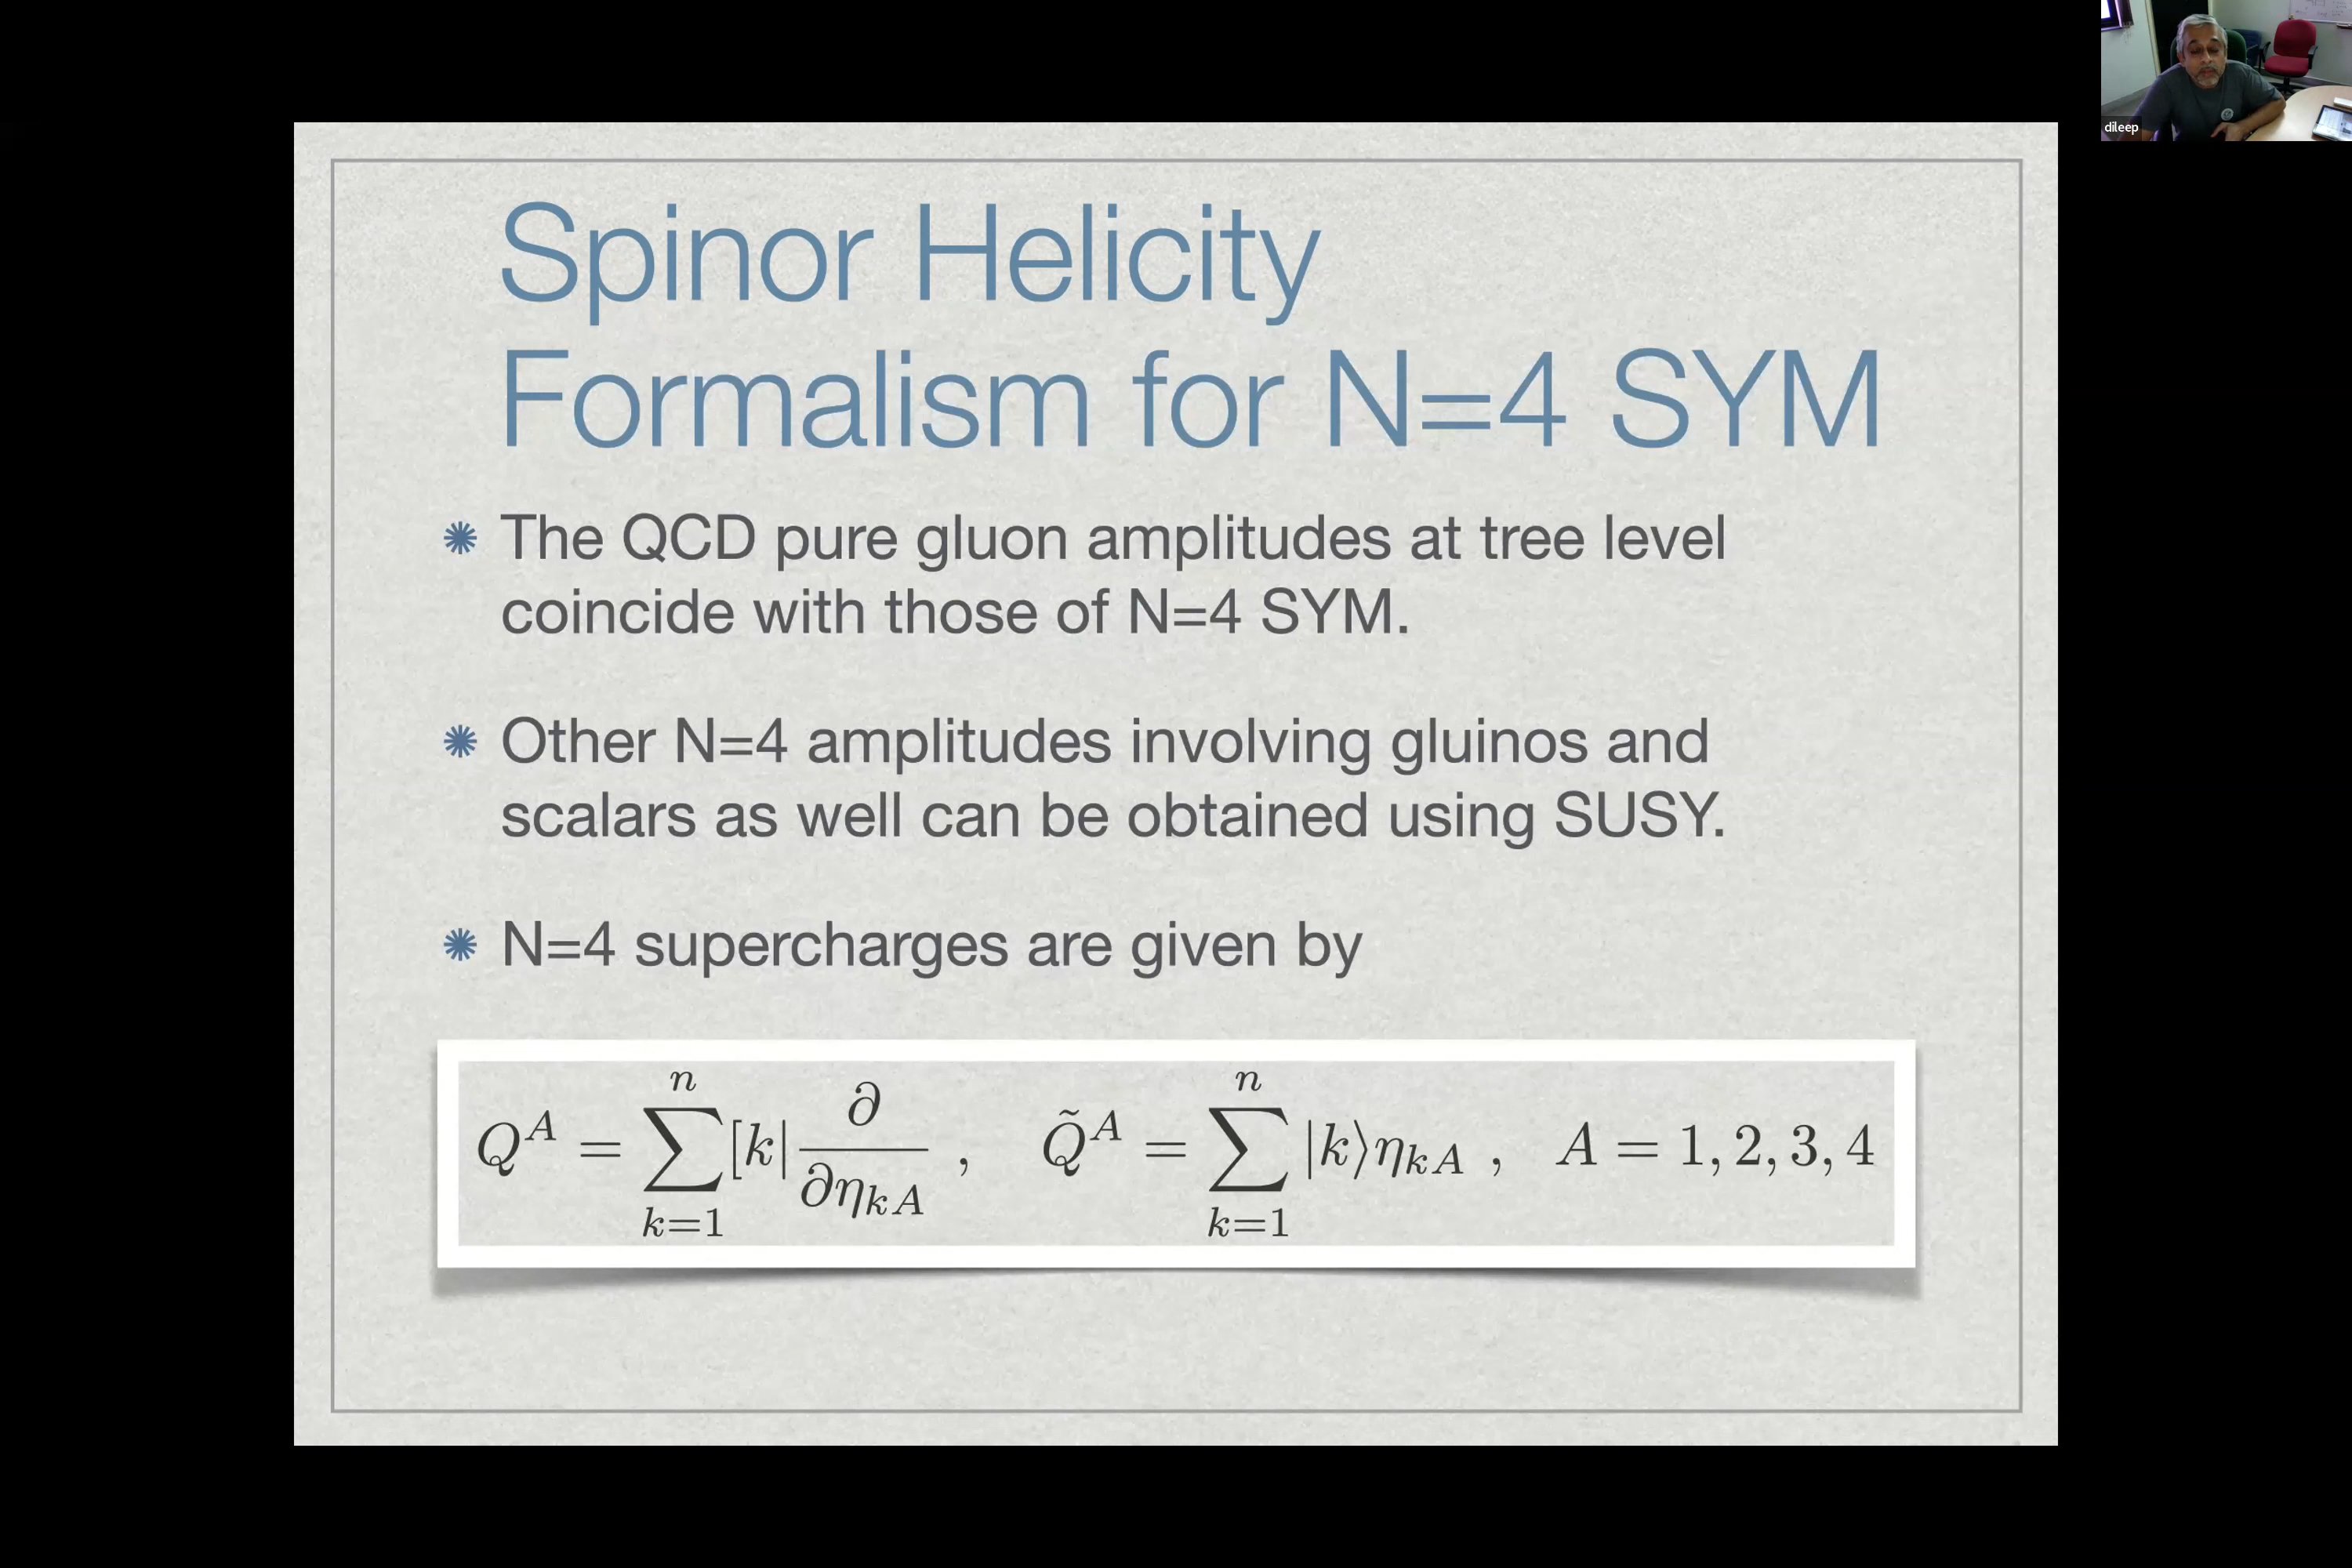 dileep
Spinor Helicity
Formalism for N=4 SYM
The QCD pure gluon amplitudes at tree level
coincide with those of N=4 SYM.
Other N=4 amplitudes involving gluinos and
scalars as well can be obtained using SUSY.
N=4 supercharges are given by
$Q^A = \sum_{k=1}^{n} [k| \frac{\partial}{\partial \eta_{kA}} , \quad \tilde{Q}^A = \sum_{k=1}^{n} |k\rangle \eta_{kA} , \quad A = 1, 2, 3, 4$